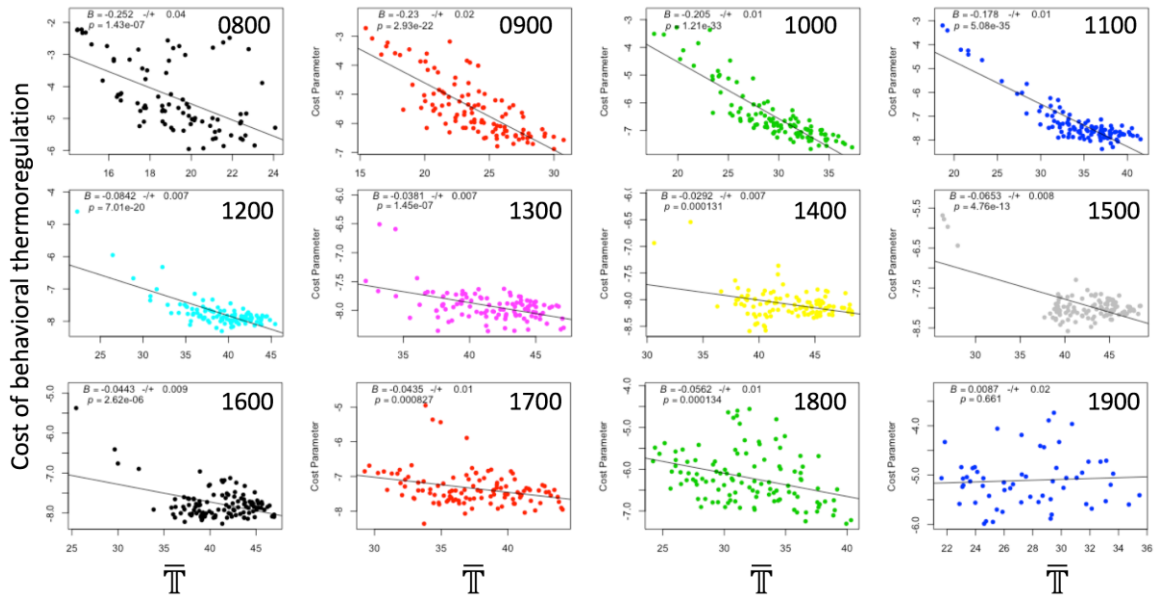 Cost of behavioral thermoregulation
B = -0.252 -/+ 0.04
p = 1.43e-07
0800
-2
-3
-4
-5
-6
16 18 20 22 24
B = -0.23 -/+ 0.02
p = 2.93e-22
0900
Cost Parameter
-3
-4
-5
-6
-7
15 20 25 30
B = -0.205 -/+ 0.01
p = 1.21e-33
1000
Cost Parameter
-3
-4
-5
-6
-7
20 25 30 35
B = -0.178 -/+ 0.01
p = 5.08e-35
1100
Cost Parameter
-3
-4
-5
-6
-7
-8
20 25 30 35 40
B = -0.0842 -/+ 0.007
p = 7.01e-20
1200
-4
-5
-6
-7
-8
25 30 35 40 45
B = -0.0381 -/+ 0.007
p = 1.45e-07
1300
Cost Parameter
-6.0
-6.5
-7.0
-7.5
-8.0
35 40 45
B = -0.0292 -/+ 0.007
p = 0.000131
1400
Cost Parameter
-6.0
-6.5
-7.0
-7.5
-8.0
-8.5
30 35 40 45
B = -0.0653 -/+ 0.008
p = 4.76e-13
1500
Cost Parameter
-5.5
-6.5
-7.5
-8.5
25 30 35 40 45
B = -0.0443 -/+ 0.009
p = 2.62e-06
1600
-5.0
-6.0
-7.0
-8.0
25 30 35 40 45
B = -0.0435 -/+ 0.01
p = 0.000827
1700
Cost Parameter
-5
-6
-7
-8
30 35 40
B = -0.0562 -/+ 0.01
p = 0.000134
1800
Cost Parameter
-4.0
-5.0
-6.0
-7.0
25 30 35 40
B = 0.0087 -/+ 0.02
p = 0.661
1900
Cost Parameter
-4.0
-5.0
-6.0
22 24 26 28 30 32 34 36
𝕋̅ 𝕋̅ 𝕋̅ 𝕋̅